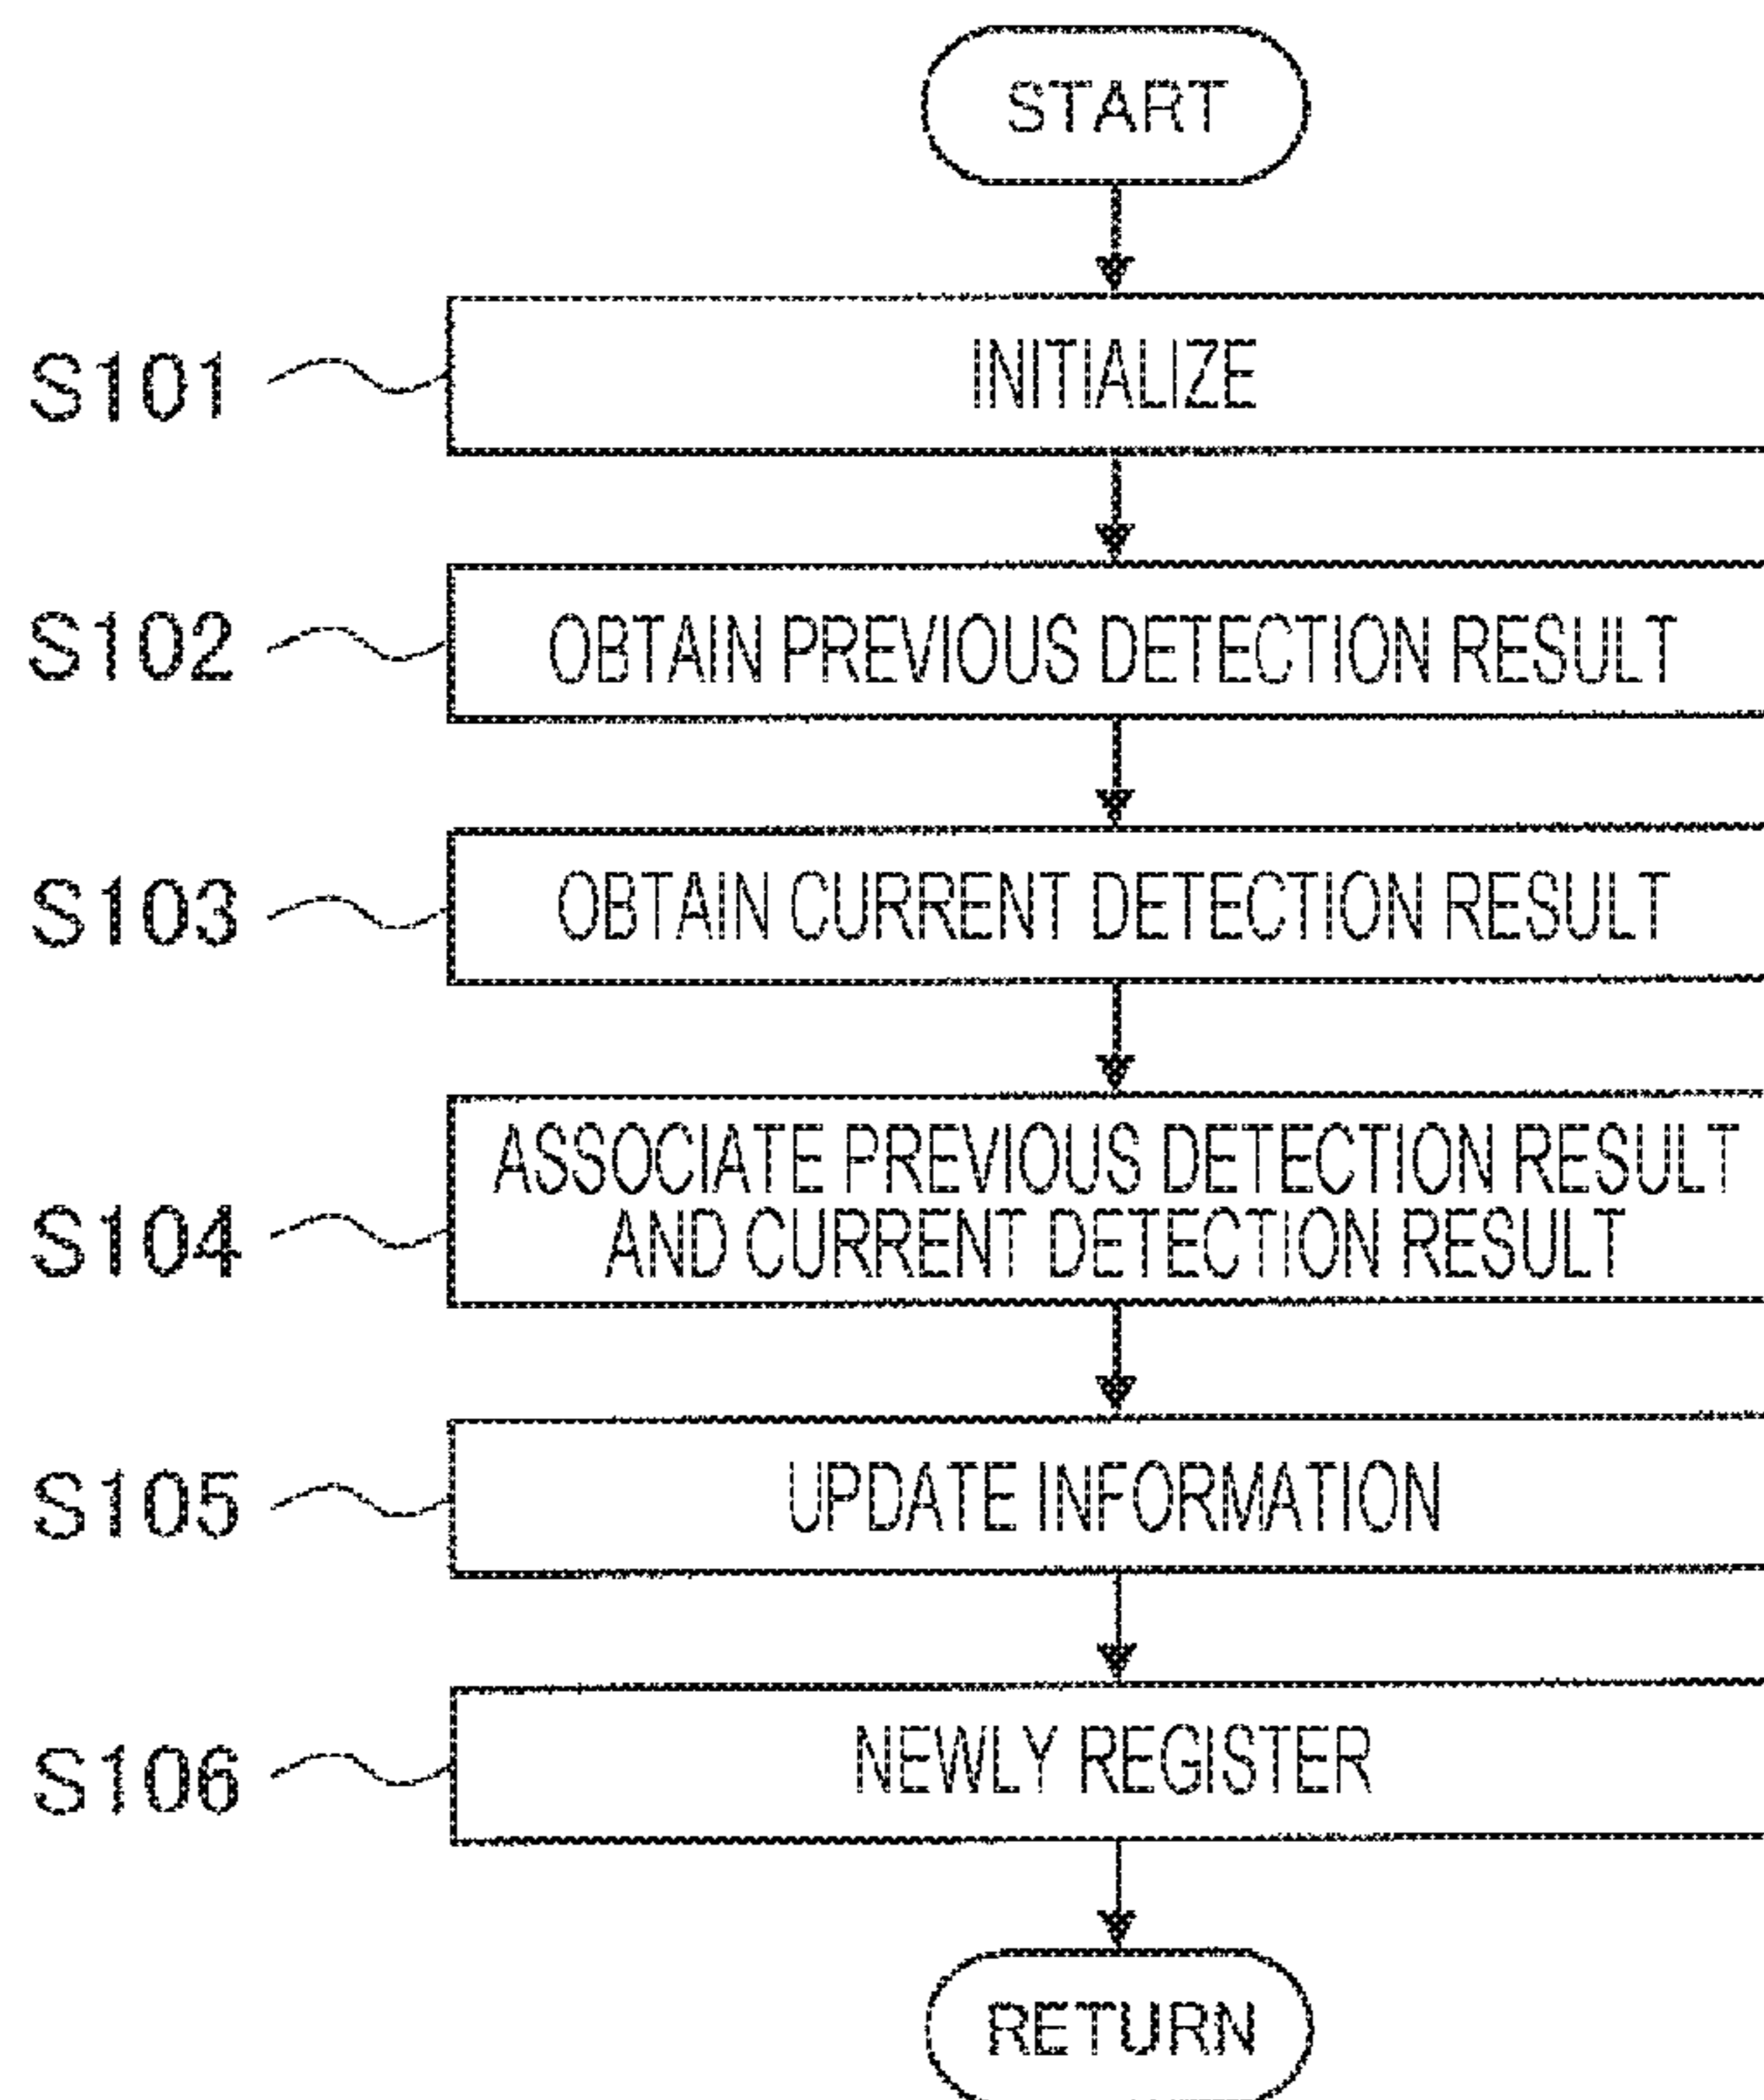 START
S101
INITIALIZE
S102
OBTAIN PREVIOUS DETECTION RESULT
S103
OBTAIN CURRENT DETECTION RESULT
S104
ASSOCIATE PREVIOUS DETECTION RESULT
AND CURRENT DETECTION RESULT
S105
UPDATE INFORMATION
S106
NEWLY REGISTER
RETURN